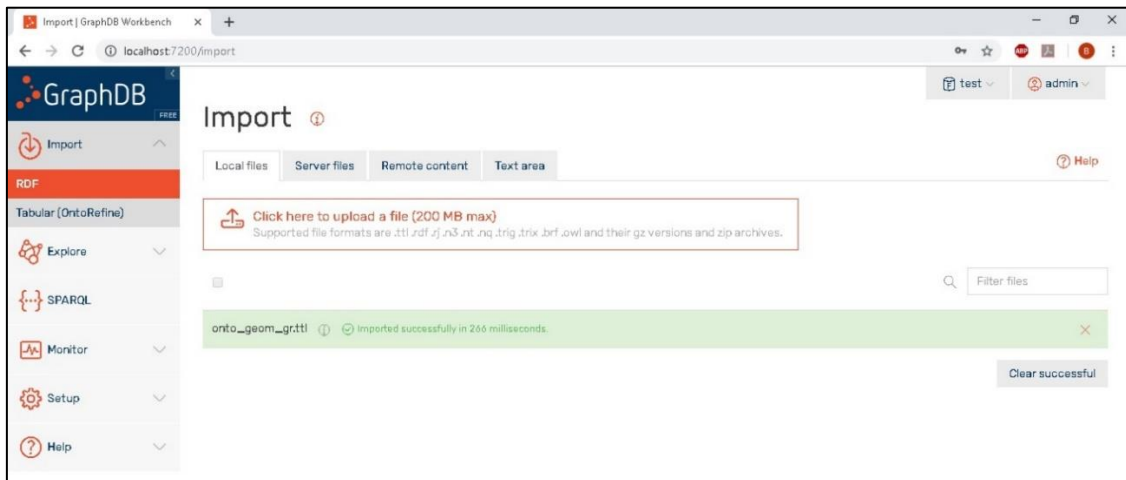 Import | GraphDB Workbench
localhost:7200/import
GraphDB
FREE
test
admin
Import
Import
Local files
Server files
Remote content
Text area
Help
RDF
Tabular (OntoRefine)
Click here to upload a file (200 MB max)
Supported file formats are .ttl .rdf .rj .n3 .nt .nq .trig .trix .brf .owl and their gz versions and zip archives.
Explore
SPARQL
Filter files
onto_geom_gr.ttl
Imported successfully in 266 milliseconds.
Monitor
Clear successful
Setup
Help
ABP
B